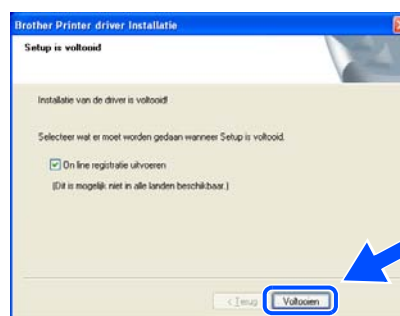 Brother Printer driver Installatie
Setup is voltooid
Installatie van de driver is voltooid!
Selecteer wat er moet worden gedaan wanneer Setup is voltooid.
On line registratie uitvoeren
(Dit is mogelijk niet in alle landen beschikbaar.)
< Terug Voltooien